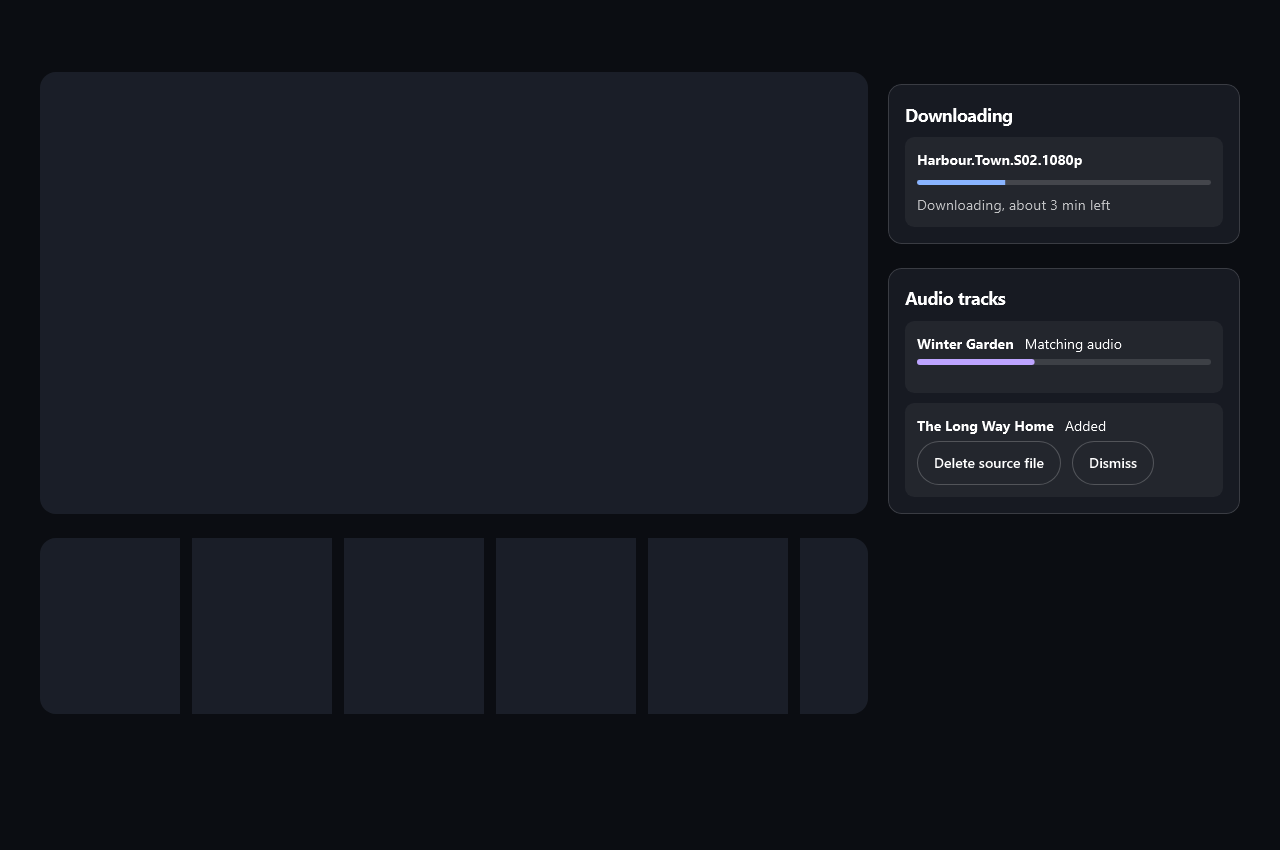 Downloading
Harbour.Town.S02.1080p
Downloading, about 3 min left
Audio tracks
Winter Garden Matching audio
The Long Way Home Added
Delete source file Dismiss